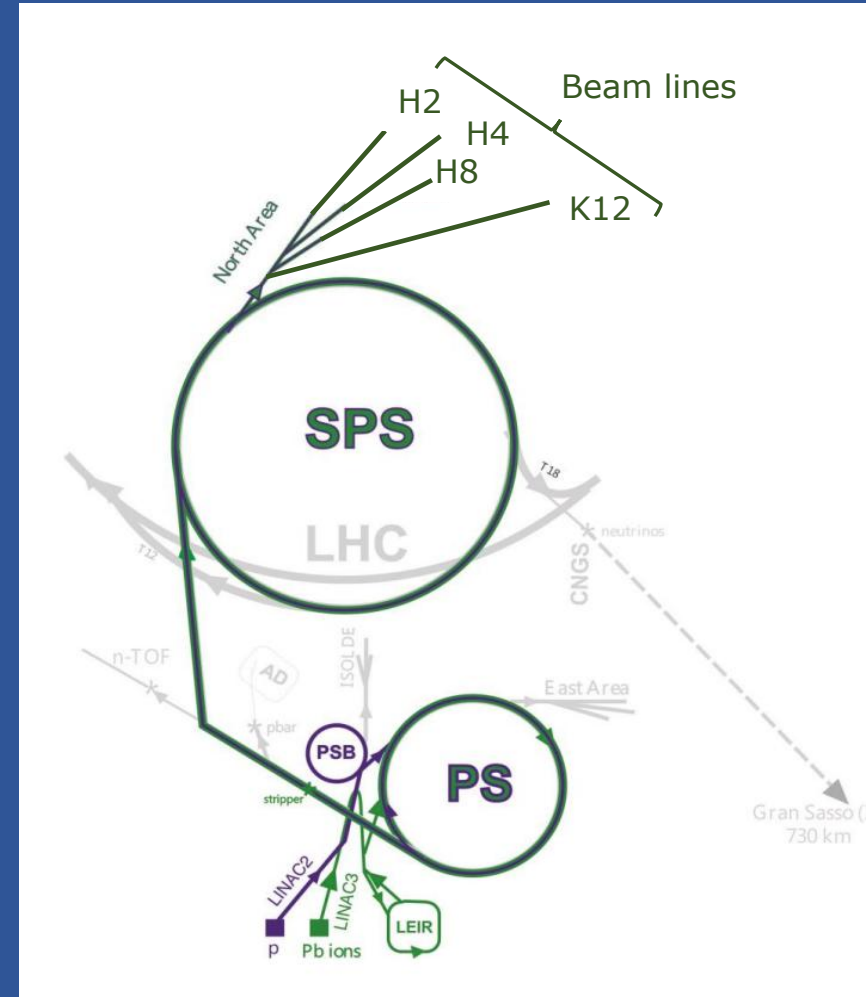 Beam lines
H2
H4
H8
K12
North Area
SPS
T18
LHC
T12
neutrinos
CNGS
n-TOF
AD
ISOLDE
East Area
pbar
PSB
PS
stripper
Gran Sasso (
730 km
LINAC2
LINAC3
LEIR
p
Pb ions